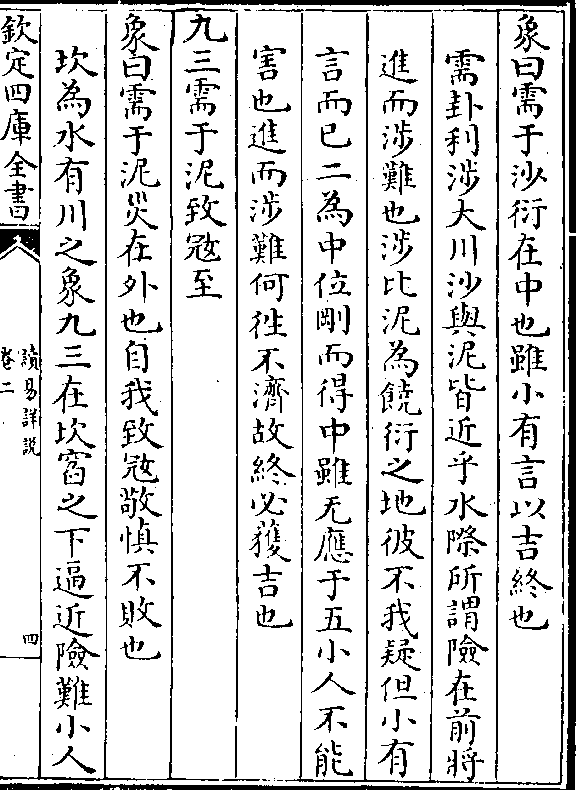 象曰需于沙衍在中也雖小有言以吉終也
需卦利涉大川沙與泥皆近乎水際所謂險在前將
進而涉難也涉比泥為饒衍之地彼不我疑但小有
言而已二為中位剛而得中雖无應于五小人不能
害也進而涉難何徃不濟故終必獲吉也
九三需于泥致㓂至
象曰需于泥災在外也自我致㓂敬慎不敗也
坎為水有川之象九三在坎窞之下逼近險難小人
欽定四庫全書
讀易詳說
卷二
四